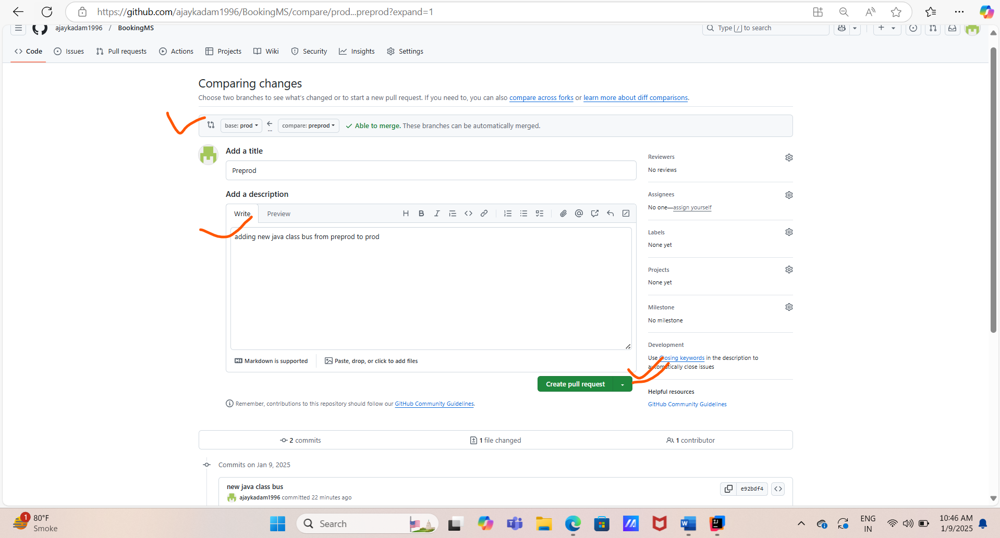 https://github.com/ajaykadam1996/BookingMS/compare/prod...preprod?expand=1
ajaykadam1996 / BookingMS
Type / to search
Code Issues Pull requests Actions Projects Wiki Security Insights Settings
Comparing changes
Choose two branches to see what's changed or to start a new pull request. If you need to, you can also compare across forks or learn more about diff comparisons.
base: prod compare: preprod Able to merge. These branches can be automatically merged.
Add a title
Preprod
Add a description
Write Preview
adding new java class bus from preprod to prod
Markdown is supported
Paste, drop, or click to add files
Create pull request
Remember, contributions to this repository should follow our GitHub Community Guidelines.
Reviewers
No reviews
Assignees
No one—assign yourself
Labels
None yet
Projects
None yet
Milestone
No milestone
Development
Use Closing keywords in the description to
automatically close issues
Helpful resources
GitHub Community Guidelines
2 commits 1 file changed 1 contributor
Commits on Jan 9, 2025
new java class bus
ajaykadam1996 committed 22 minutes ago
e92bdf4
1
80°F
Smoke
Search
ENG
IN
10:46 AM
1/9/2025